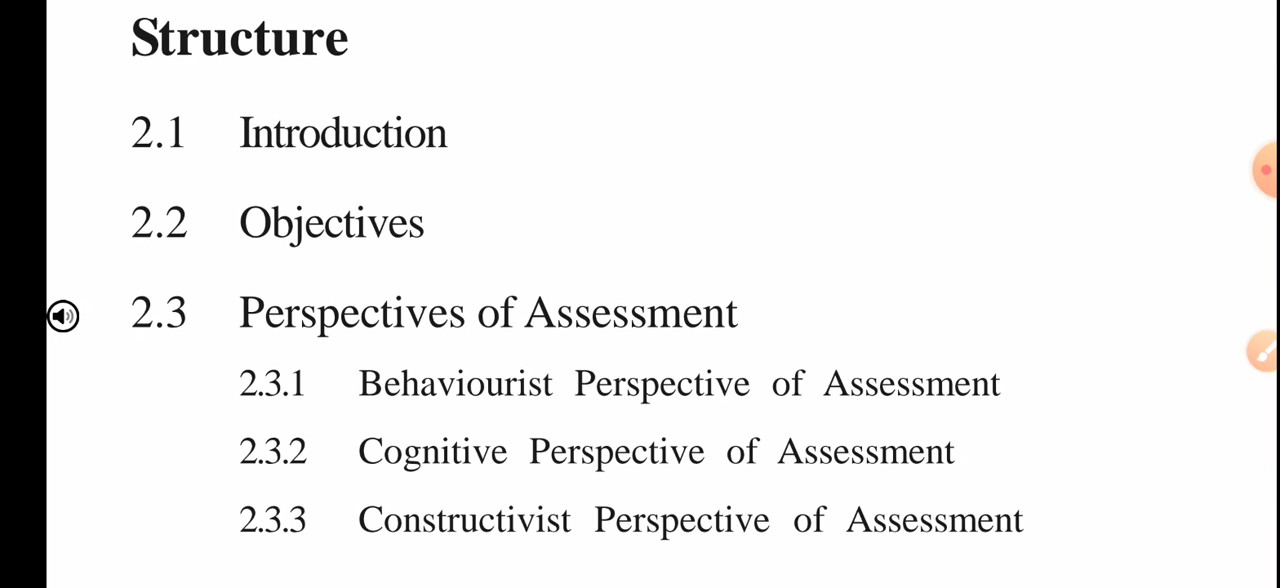 Structure
2.1 Introduction
2.2 Objectives
2.3 Perspectives of Assessment
2.3.1 Behaviourist Perspective of Assessment
2.3.2 Cognitive Perspective of Assessment
2.3.3 Constructivist Perspective of Assessment